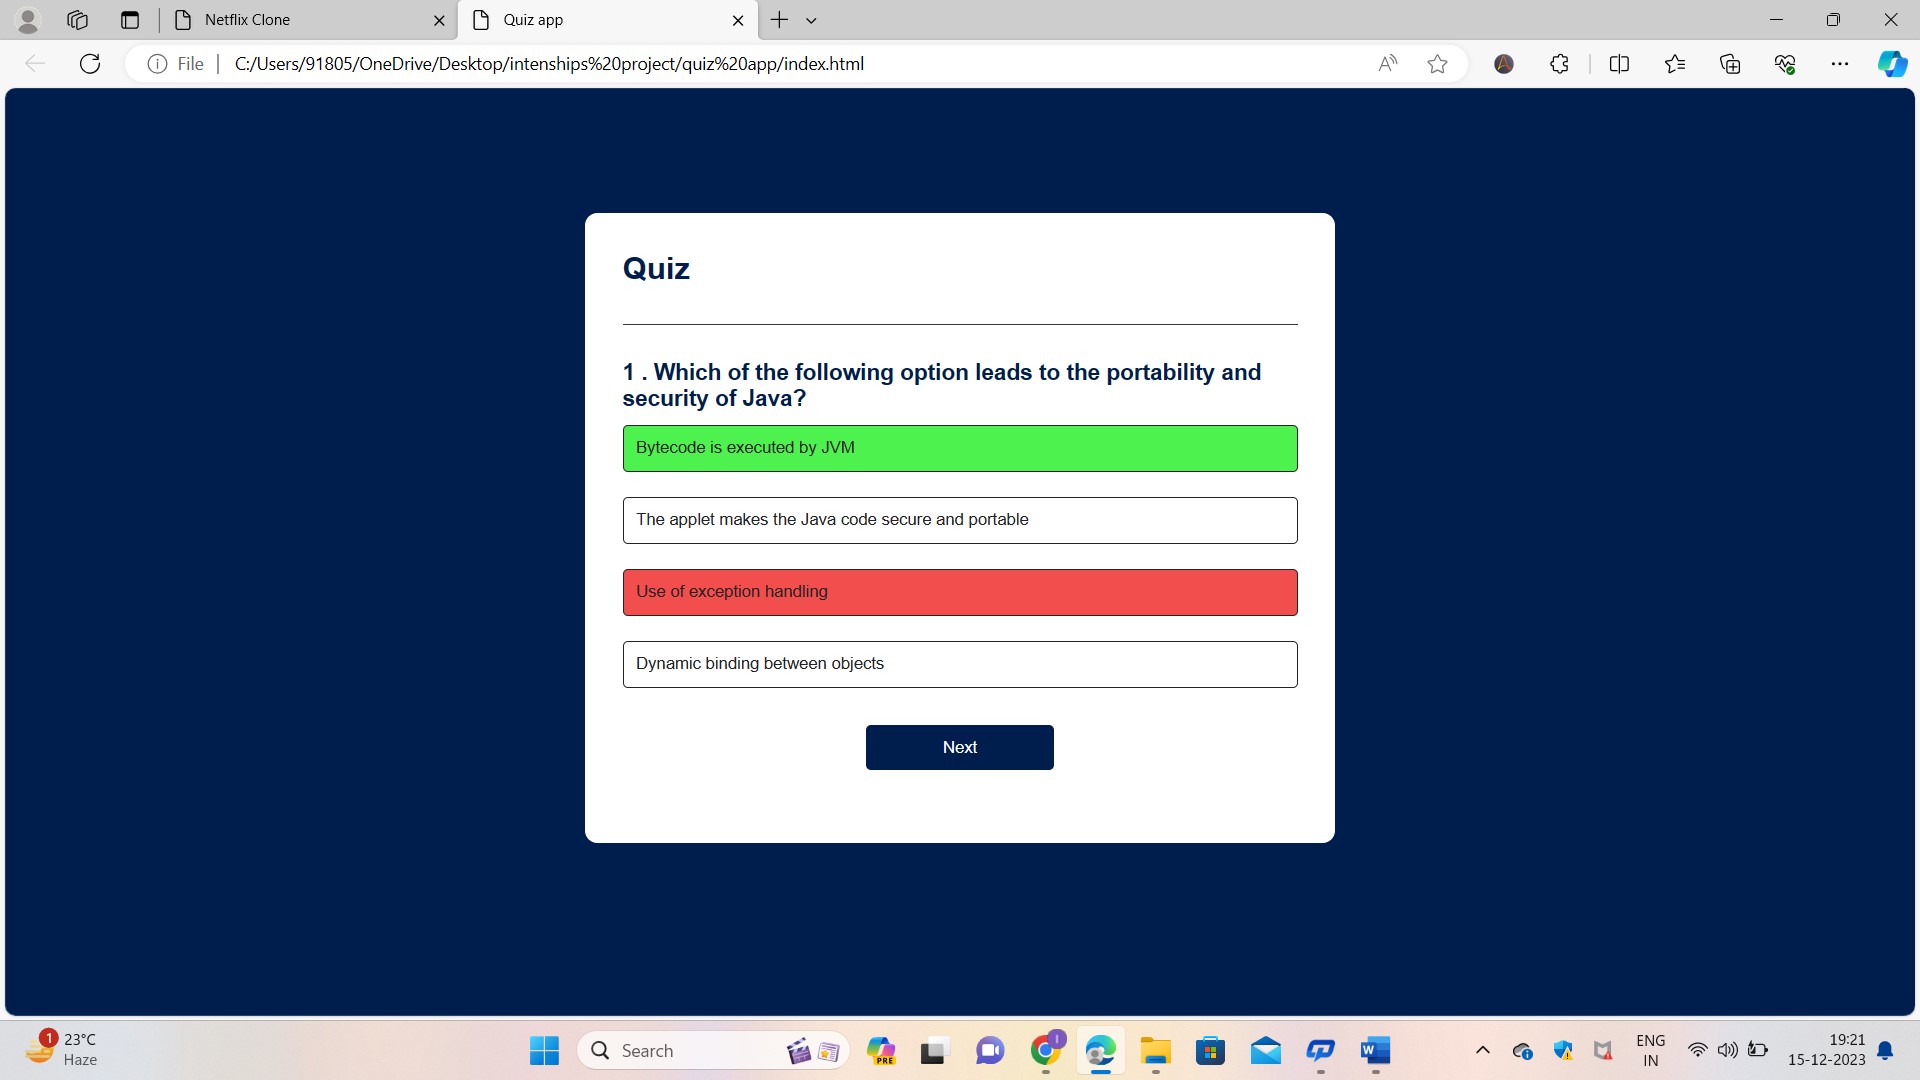 Netflix Clone
Quiz app
File
C:/Users/91805/OneDrive/Desktop/intenships%20project/quiz%20app/index.html
Quiz
1 . Which of the following option leads to the portability and
security of Java?
Bytecode is executed by JVM
The applet makes the Java code secure and portable
Use of exception handling
Dynamic binding between objects
Next
1
23°C
Haze
Search
PRE
I
W
ENG
IN
19:21
15-12-2023